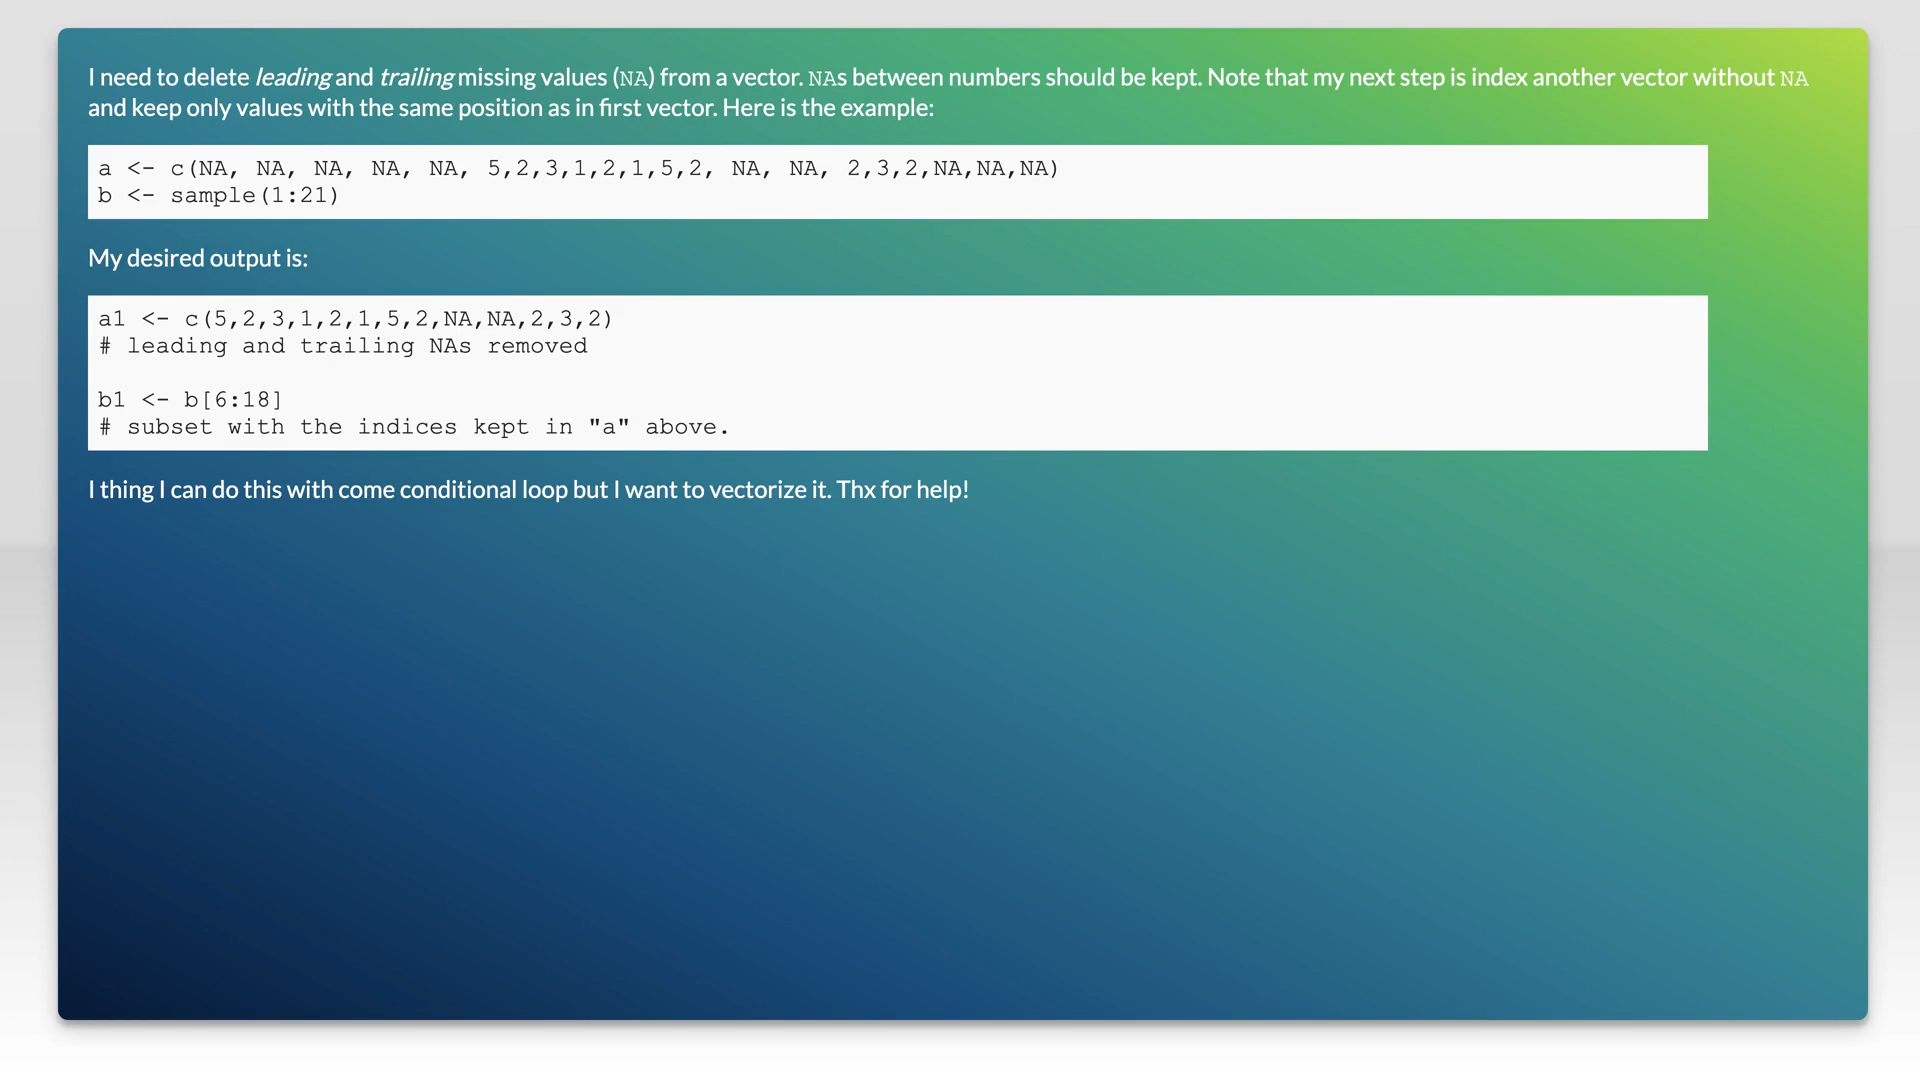 I need to delete leading and trailing missing values (NA) from a vector. NAs between numbers should be kept. Note that my next step is index another vector without NA
and keep only values with the same position as in first vector. Here is the example:
a <- c(NA, NA, NA, NA, NA, 5,2,3,1,2,1,5,2, NA, NA, 2,3,2,NA,NA,NA)
b <- sample(1:21)
My desired output is:
a1 <- c(5,2,3,1,2,1,5,2,NA,NA,2,3,2)
# leading and trailing NAs removed
b1 <- b[6:18]
# subset with the indices kept in "a" above.
I thing I can do this with come conditional loop but I want to vectorize it. Thx for help!